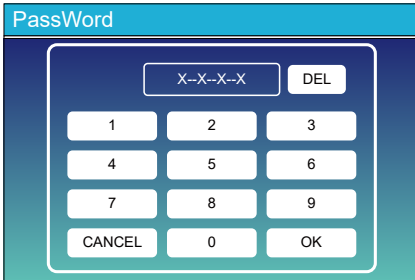 PassWord
X--X--X--X DEL
1 2 3
4 5 6
7 8 9
CANCEL 0 OK